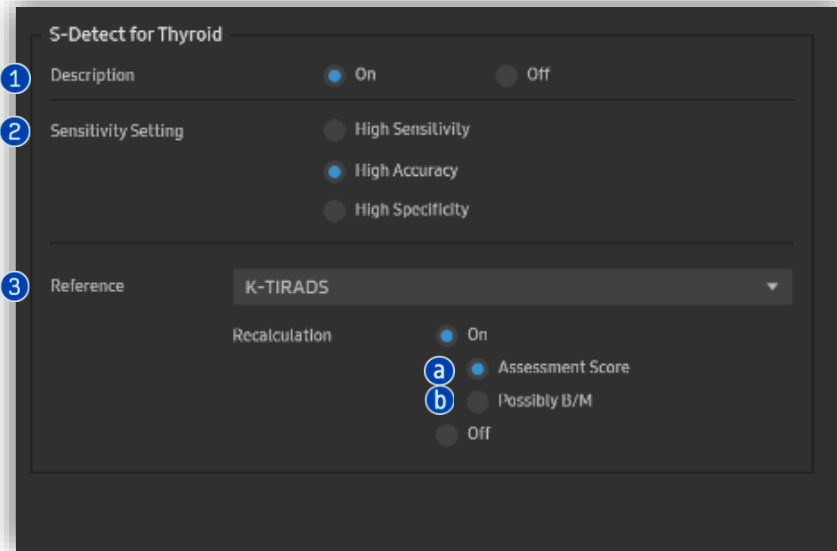 S-Detect for Thyroid
1 Description On Off
2 Sensitivity Setting High Sensitivity
High Accuracy
High Specificity
3 Reference K-TIRADS
Recalculation On
a Assessment Score
b Possibly B/M
Off